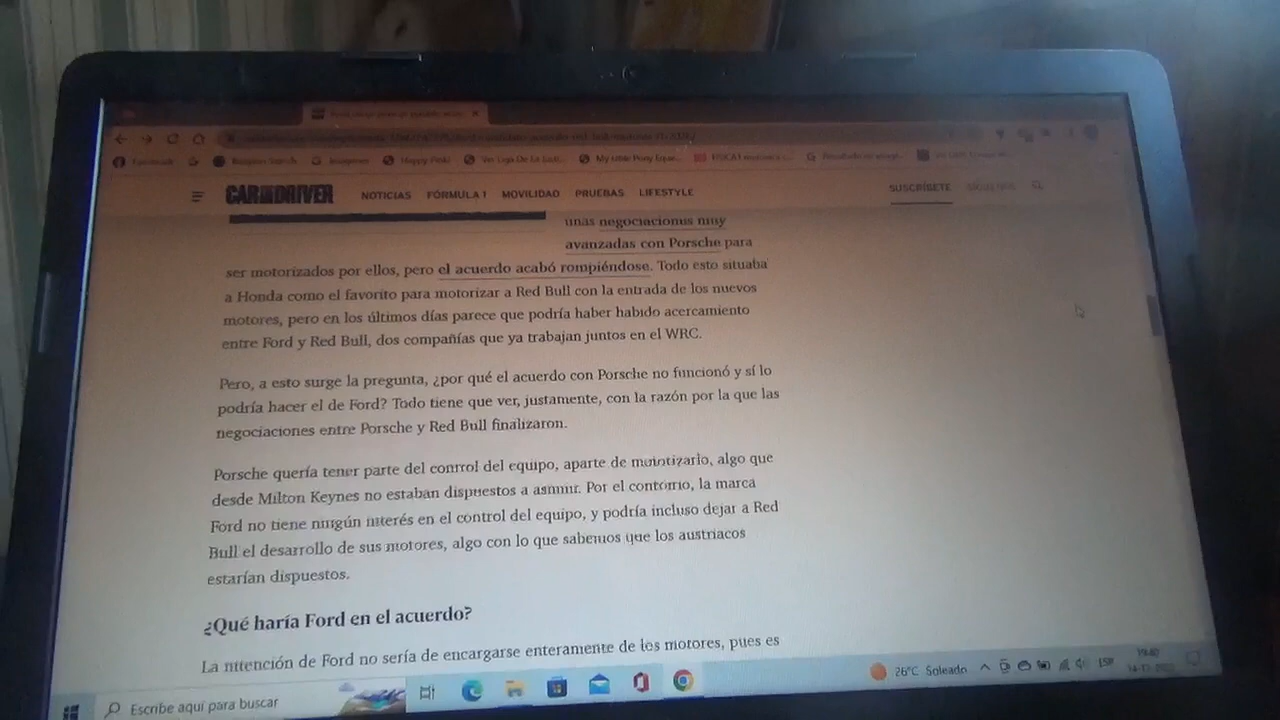 Happy Pinki
My Little Pony Eque...
CAR AND DRIVER NOTICIAS FÓRMULA 1 MOVILIDAD PRUEBAS LIFESTYLE SUSCRÍBETE
unas negociaciones muy
avanzadas con Porsche para
ser motorizados por ellos, pero el acuerdo acabó rompiéndose. Todo esto situaba
a Honda como el favorito para motorizar a Red Bull con la entrada de los nuevos
motores, pero en los últimos días parece que podría haber habido acercamiento
entre Ford y Red Bull, dos compañías que ya trabajan juntos en el WRC.
Pero, a esto surge la pregunta, ¿por qué el acuerdo con Porsche no funcionó y sí lo
podría hacer el de Ford? Todo tiene que ver, justamente, con la razón por la que las
negociaciones entre Porsche y Red Bull finalizaron.
Porsche quería tener parte del control del equipo, aparte de motorizarlo, algo que
desde Milton Keynes no estaban dispuestos a asumir. Por el contrario, la marca
Ford no tiene ningún interés en el control del equipo, y podría incluso dejar a Red
Bull el desarrollo de sus motores, algo con lo que sabemos que los austriacos
estarían dispuestos.
¿Qué haría Ford en el acuerdo?
La intención de Ford no sería de encargarse enteramente de los motores, pues es
Escribe aquí para buscar
26°C Soleado
ESP